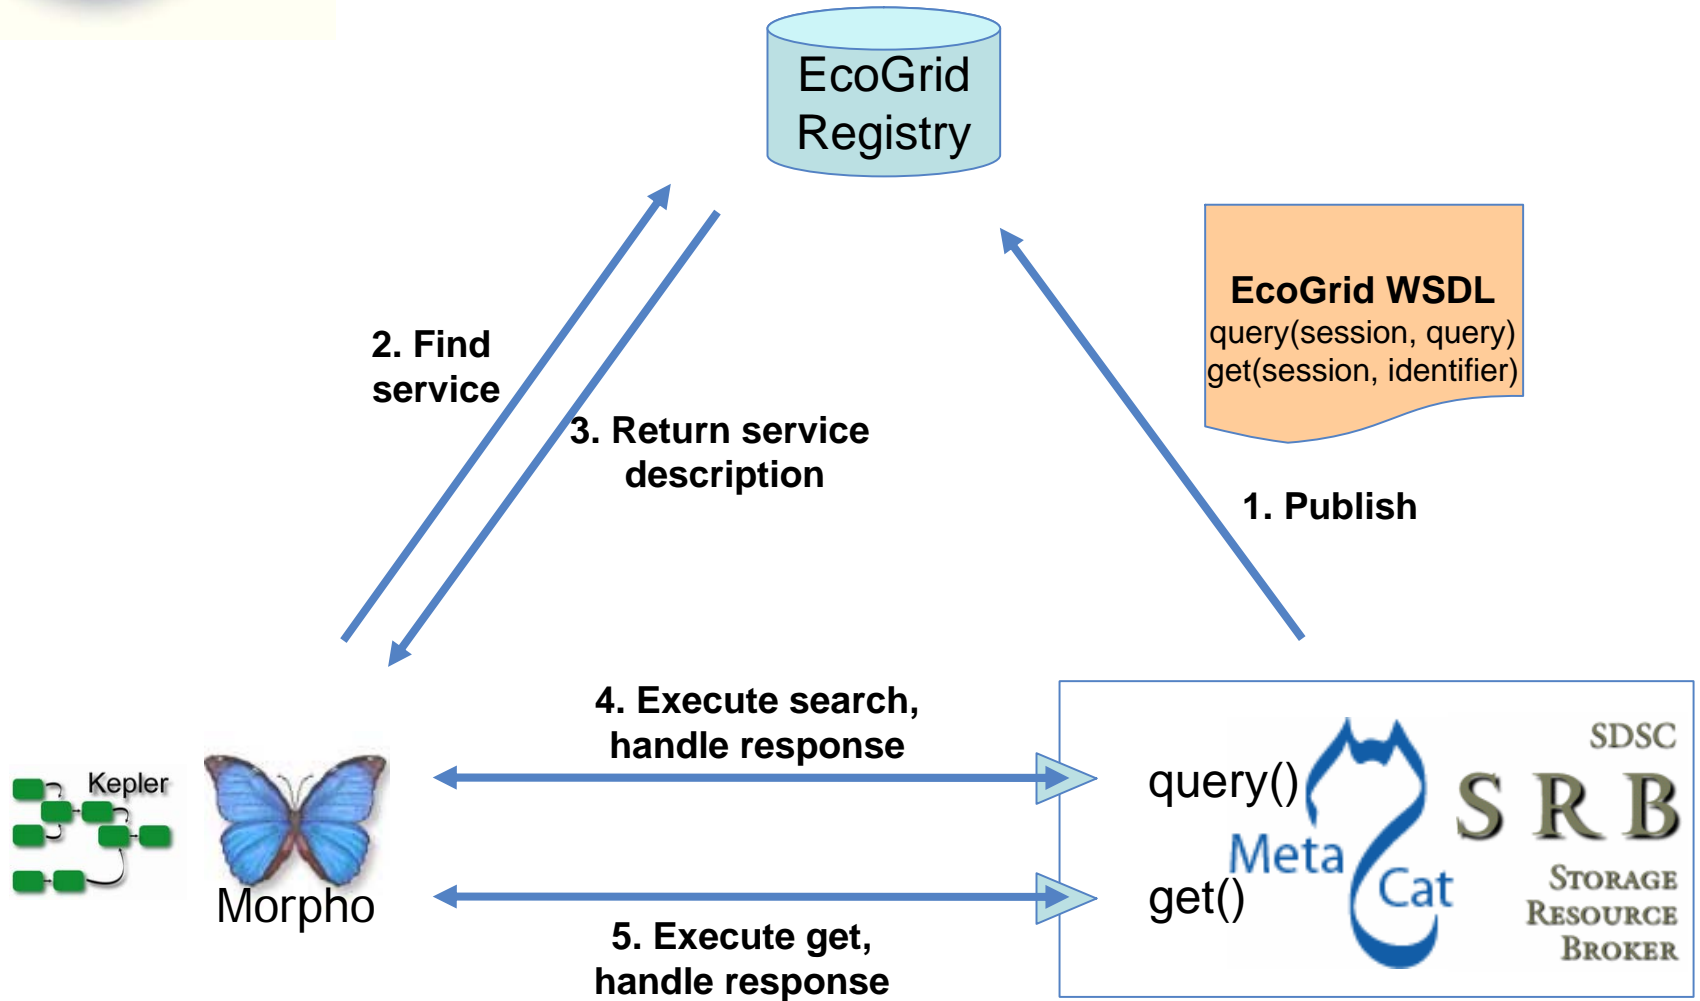 EcoGrid
Registry
EcoGrid WSDL
query(session, query)
get(session, identifier)
2. Find
service
3. Return service
description
1. Publish
4. Execute search,
handle response
Kepler
Morpho
5. Execute get,
handle response
query()
get()
Meta
Cat
SDSC
SRB
STORAGE
RESOURCE
BROKER